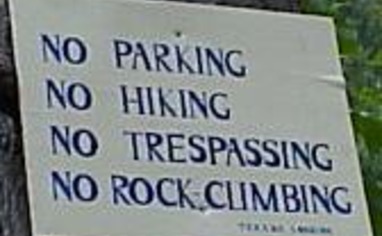 NO PARKING
NO HIKING
NO TRESPASSING
NO ROCK CLIMBING